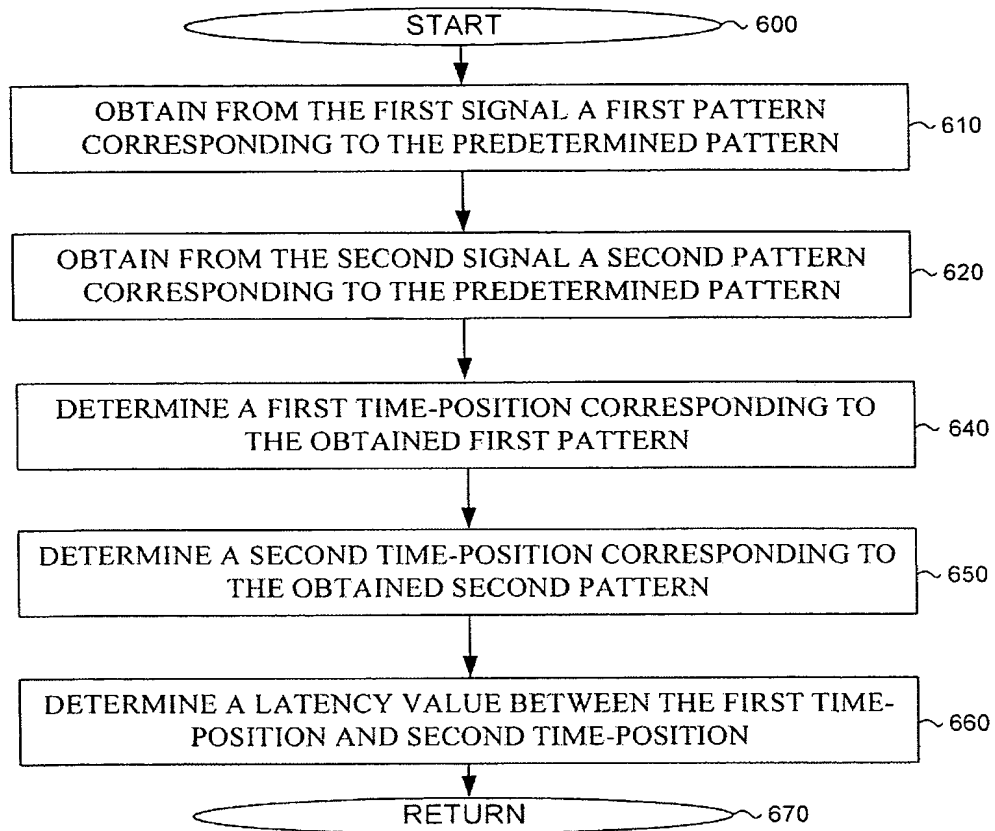 START 600
OBTAIN FROM THE FIRST SIGNAL A FIRST PATTERN
CORRESPONDING TO THE PREDETERMINED PATTERN
610
OBTAIN FROM THE SECOND SIGNAL A SECOND PATTERN
CORRESPONDING TO THE PREDETERMINED PATTERN
620
DETERMINE A FIRST TIME-POSITION CORRESPONDING TO
THE OBTAINED FIRST PATTERN
640
DETERMINE A SECOND TIME-POSITION CORRESPONDING TO
THE OBTAINED SECOND PATTERN
650
DETERMINE A LATENCY VALUE BETWEEN THE FIRST TIME-
POSITION AND SECOND TIME-POSITION
660
RETURN 670